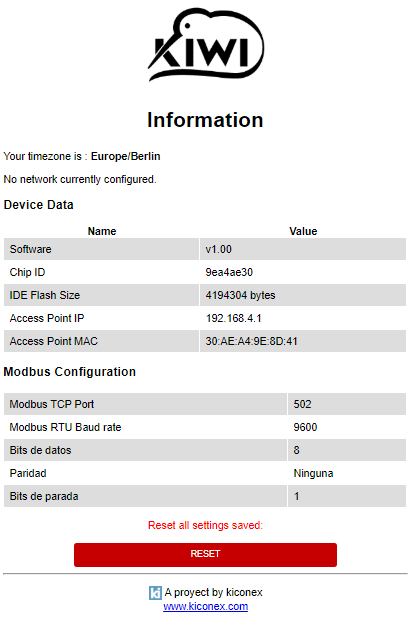 KIWI
Information
Your timezone is : Europe/Berlin
No network currently configured.
Device Data
Name Value
Software v1.00
Chip ID 9ea4ae30
IDE Flash Size 4194304 bytes
Access Point IP 192.168.4.1
Access Point MAC 30:AE:A4:9E:8D:41
Modbus Configuration
Modbus TCP Port 502
Modbus RTU Baud rate 9600
Bits de datos 8
Paridad Ninguna
Bits de parada 1
Reset all settings saved:
RESET
A proyect by kiconex
www.kiconex.com